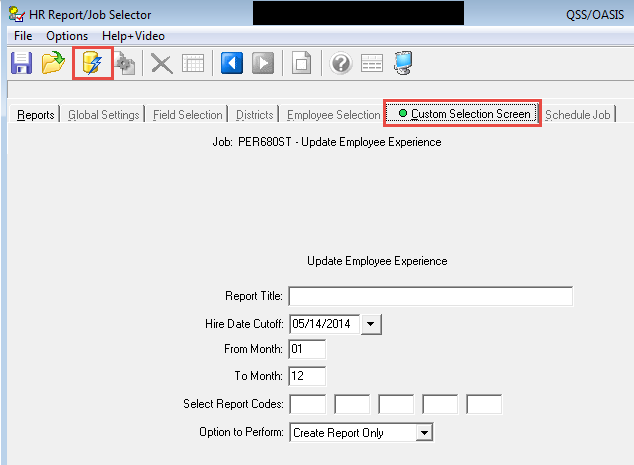 HR Report/Job Selector QSS/OASIS
File Options Help+Video
Reports Global Settings Field Selection Districts Employee Selection Custom Selection Screen Schedule Job
Job: PER680ST - Update Employee Experience
Update Employee Experience
Report Title:
Hire Date Cutoff: 05/14/2014
From Month: 01
To Month: 12
Select Report Codes:
Option to Perform: Create Report Only